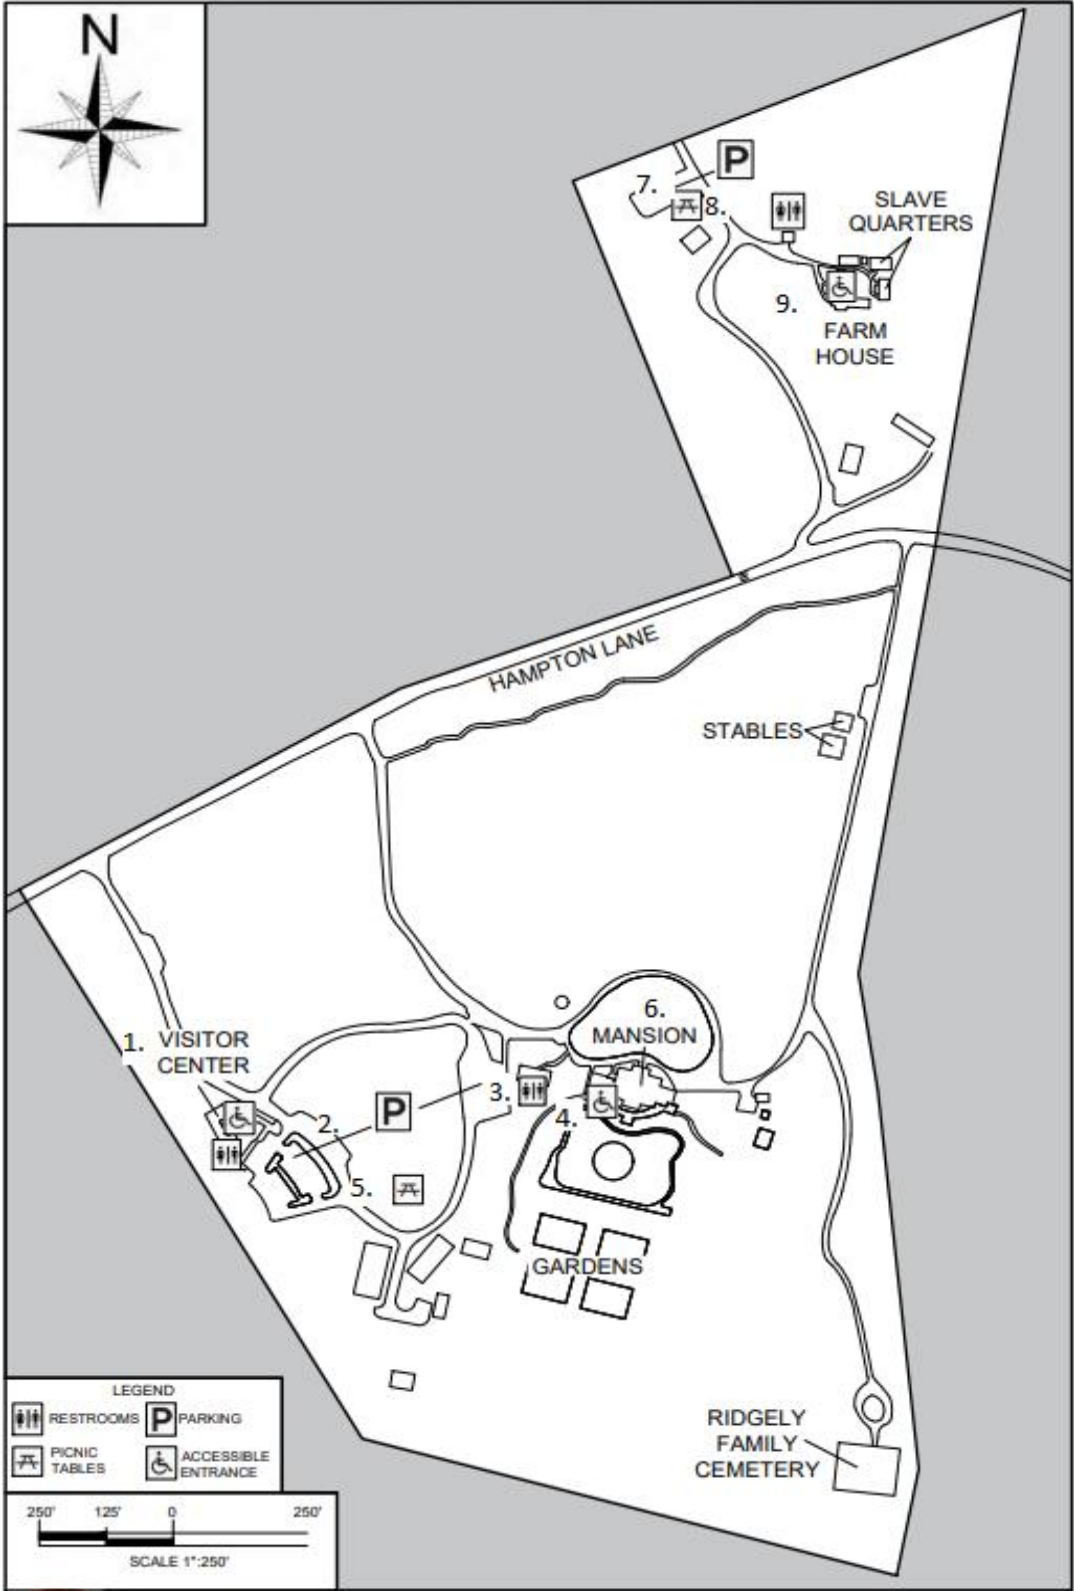 N
P
7.
8.
SLAVE
QUARTERS
9.
FARM
HOUSE
HAMPTON LANE
STABLES
6.
MANSION
1. VISITOR
CENTER
3.
P
2.
4.
5.
GARDENS
LEGEND
RESTROOMS P PARKING
PICNIC
TABLES
ACCESSIBLE
ENTRANCE
RIDGELY
FAMILY
CEMETERY
250' 125' 0 250'
SCALE 1":250'